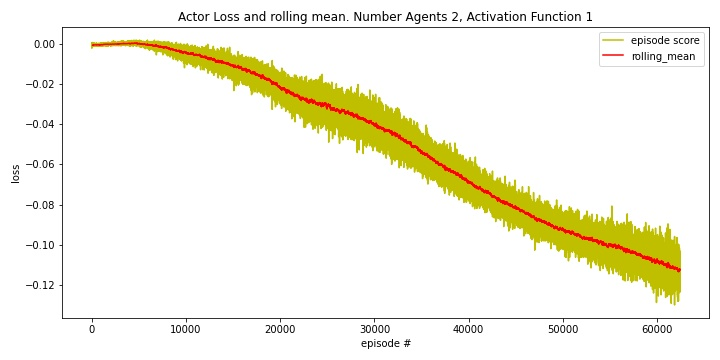 Actor Loss and rolling mean. Number Agents 2, Activation Function 1
episode score
rolling_mean
loss
0.00
−0.02
−0.04
−0.06
−0.08
−0.10
−0.12
0 10000 20000 30000 40000 50000 60000
episode #